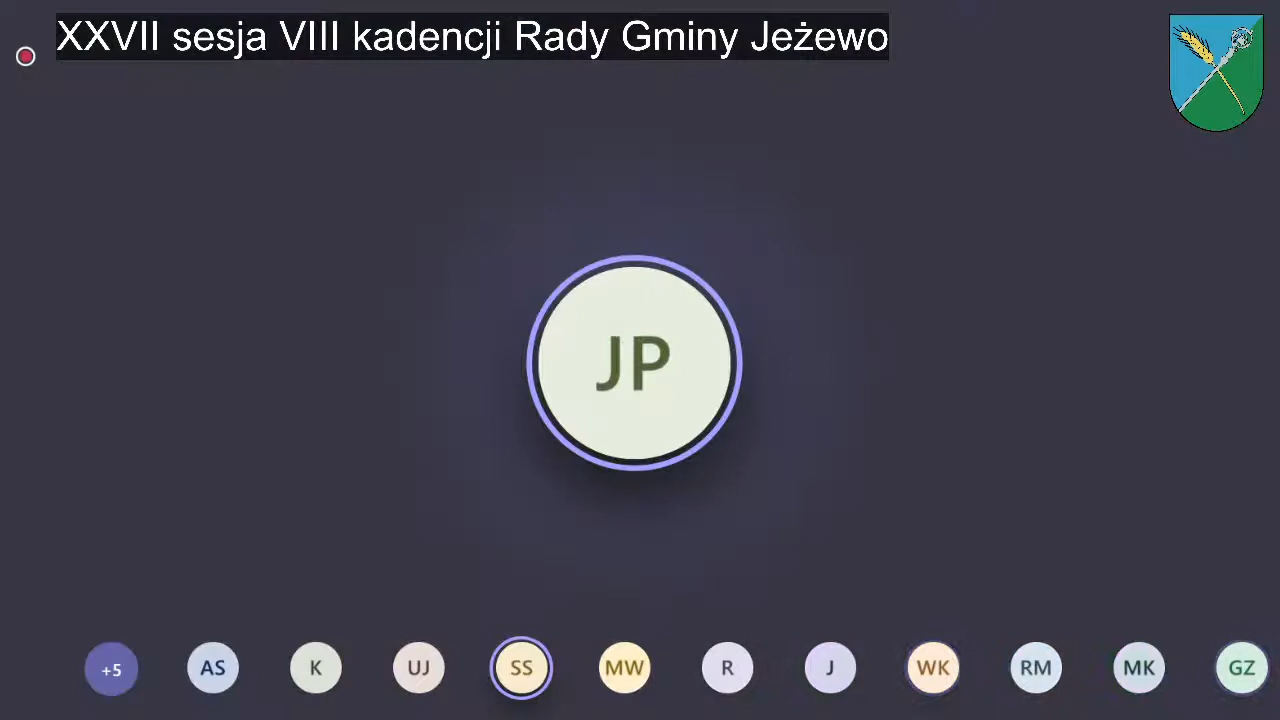 XXVII sesja VIII kadencji Rady Gminy Jeżewo
JP
+5 AS K UJ SS MW R J WK RM MK GZ